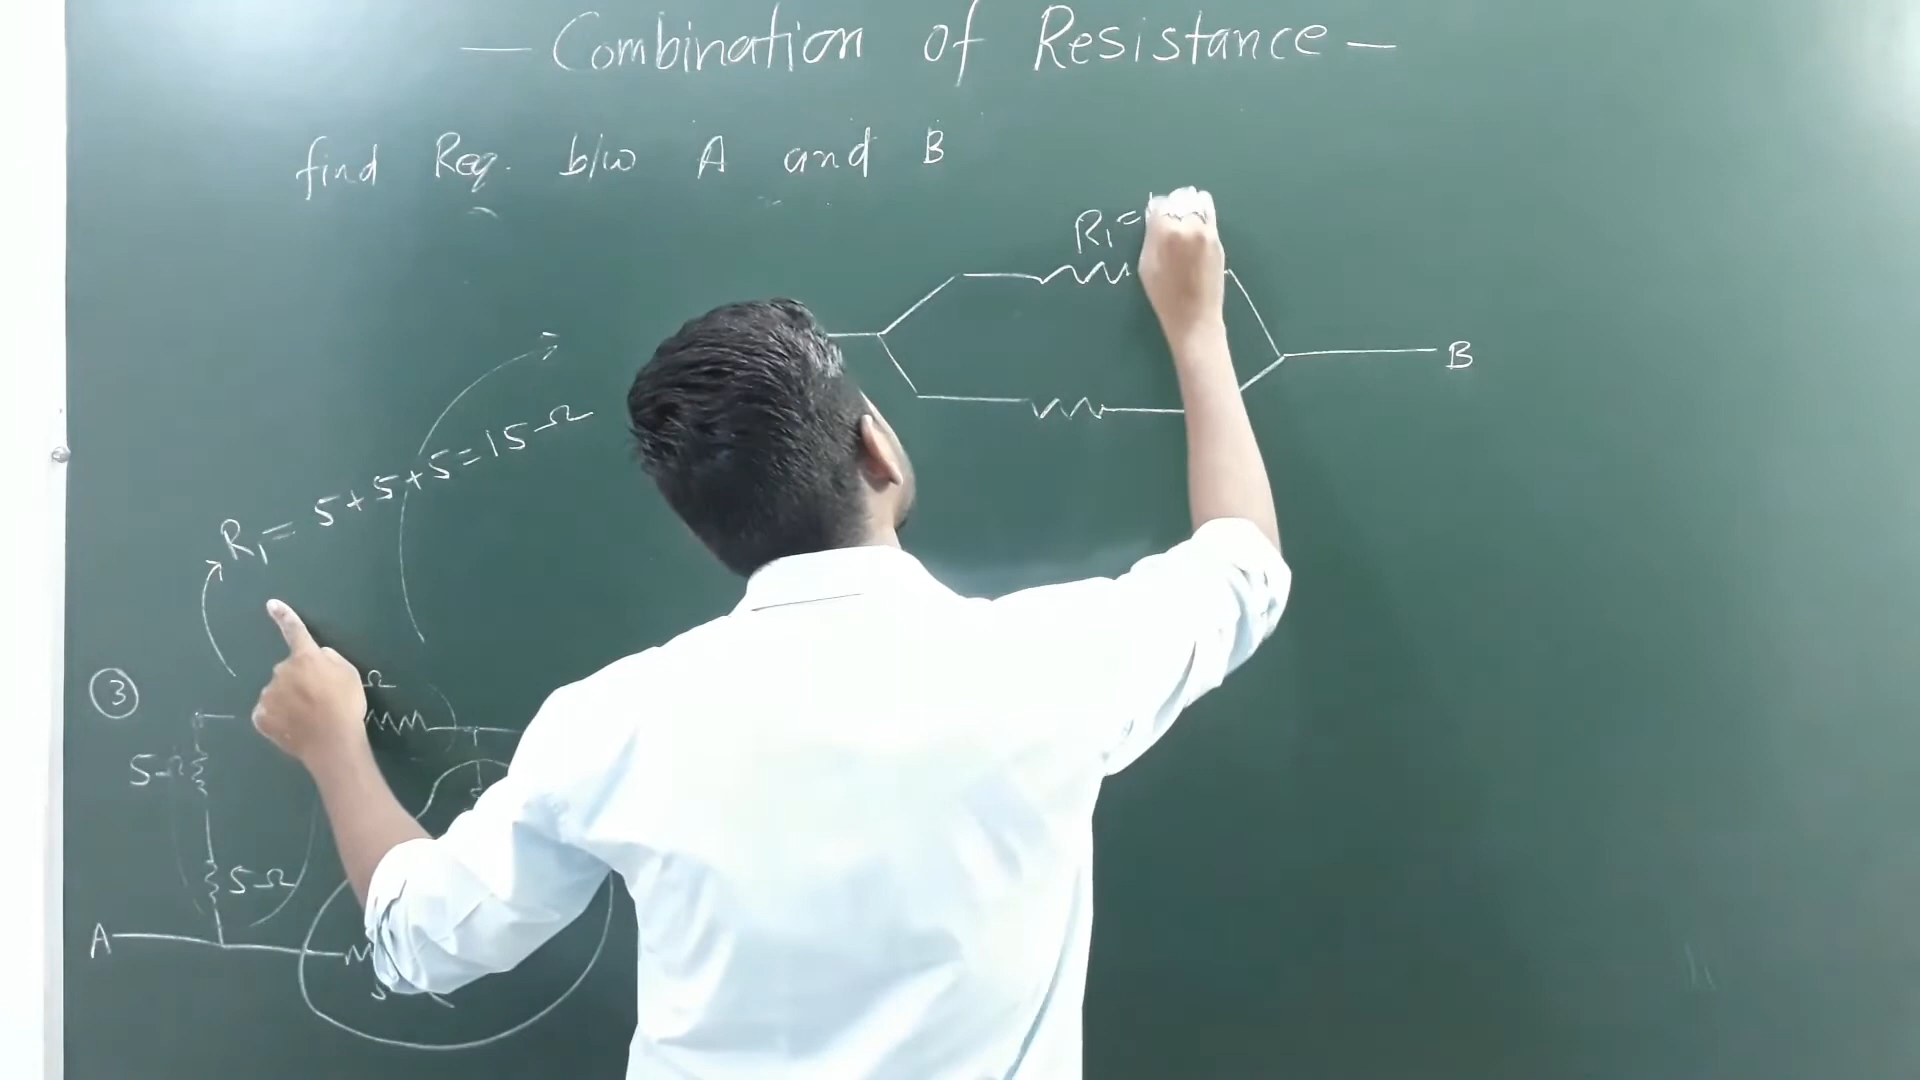 — Combination of Resistance —
find Req. b/w A and B
R₁=
B
R₁= 5+5+5=15Ω
③
Ω
5Ω
5Ω
A